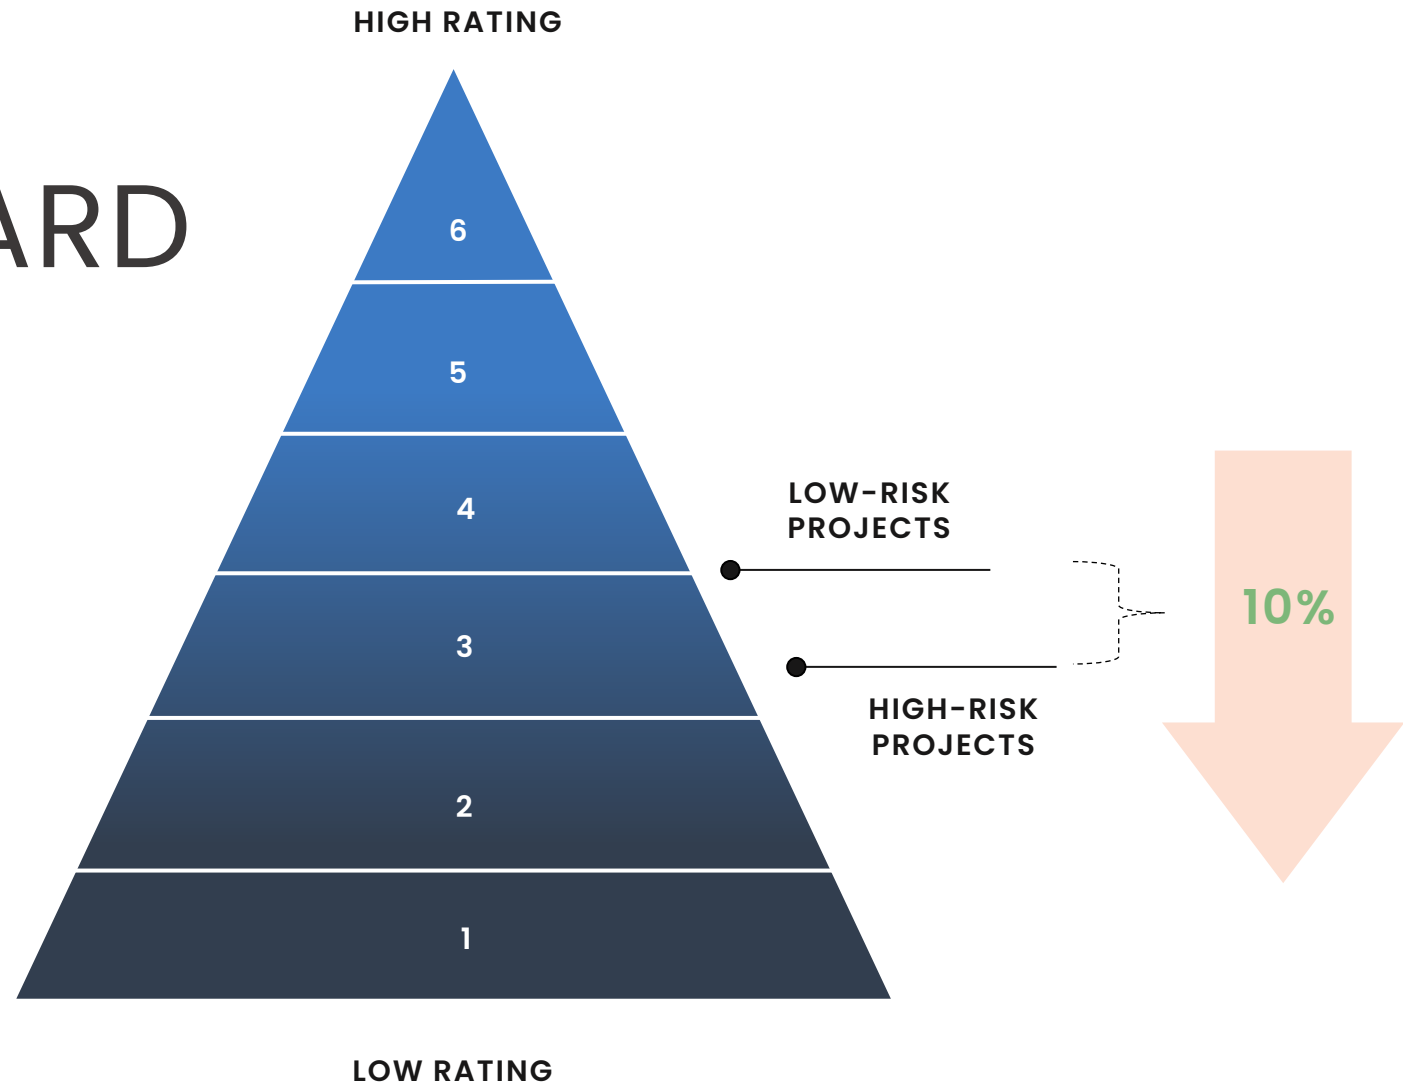 HIGH RATING
ARD
6
5
4
LOW-RISK
PROJECTS
10%
3
HIGH-RISK
PROJECTS
2
1
LOW RATING